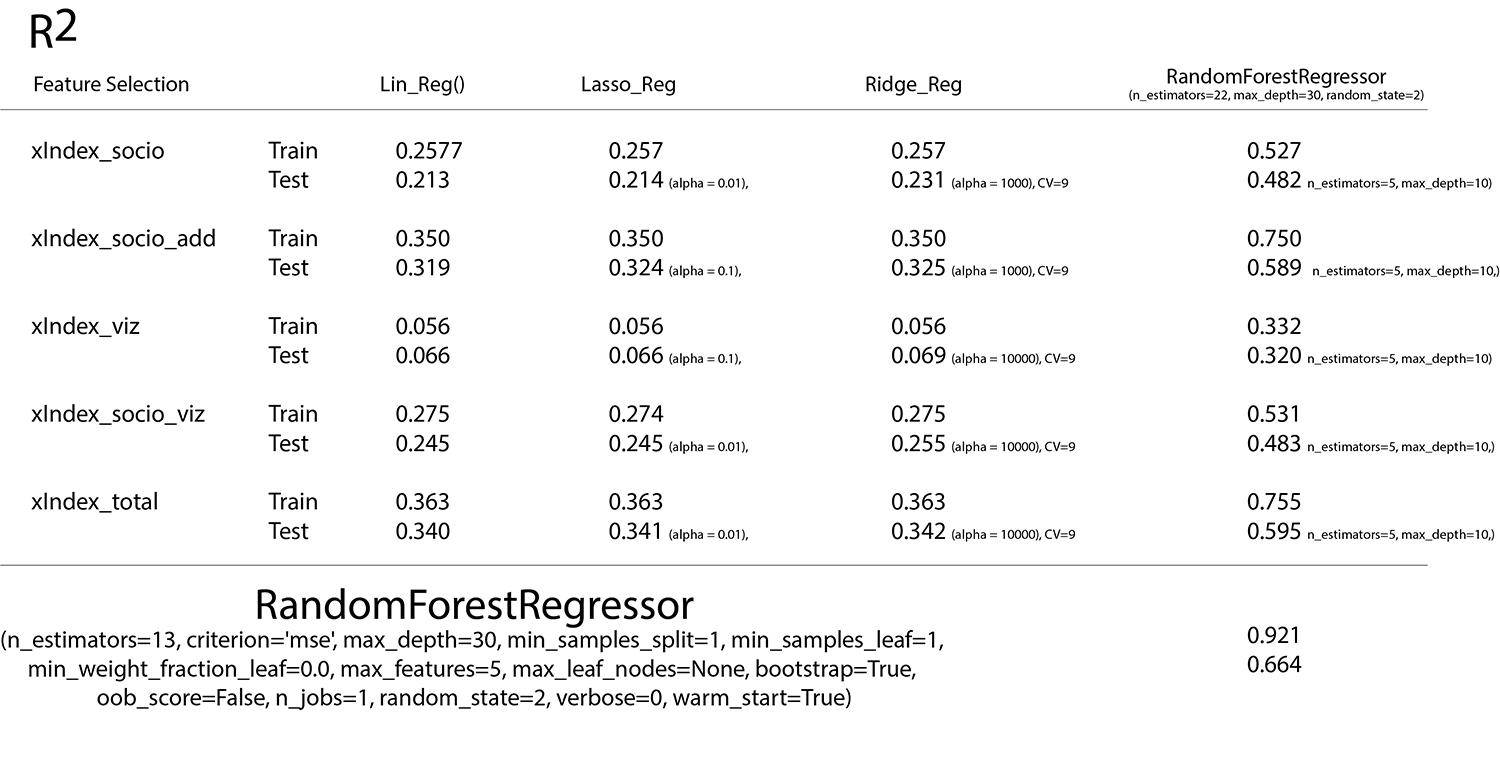 R2
Feature Selection Lin_Reg() Lasso_Reg Ridge_Reg RandomForestRegressor
(n_estimators=22, max_depth=30, random_state=2)
xIndex_socio Train 0.2577 0.257 0.257 0.527
Test 0.213 0.214 (alpha = 0.01), 0.231 (alpha = 1000), CV=9 0.482 n_estimators=5, max_depth=10)
xIndex_socio_add Train 0.350 0.350 0.350 0.750
Test 0.319 0.324 (alpha = 0.1), 0.325 (alpha = 1000), CV=9 0.589 n_estimators=5, max_depth=10,)
xIndex_viz Train 0.056 0.056 0.056 0.332
Test 0.066 0.066 (alpha = 0.1), 0.069 (alpha = 10000), CV=9 0.320 n_estimators=5, max_depth=10)
xIndex_socio_viz Train 0.275 0.274 0.275 0.531
Test 0.245 0.245 (alpha = 0.01), 0.255 (alpha = 10000), CV=9 0.483 n_estimators=5, max_depth=10,)
xIndex_total Train 0.363 0.363 0.363 0.755
Test 0.340 0.341 (alpha = 0.01), 0.342 (alpha = 10000), CV=9 0.595 n_estimators=5, max_depth=10,)
RandomForestRegressor
(n_estimators=13, criterion='mse', max_depth=30, min_samples_split=1, min_samples_leaf=1, 0.921
min_weight_fraction_leaf=0.0, max_features=5, max_leaf_nodes=None, bootstrap=True, 0.664
oob_score=False, n_jobs=1, random_state=2, verbose=0, warm_start=True)